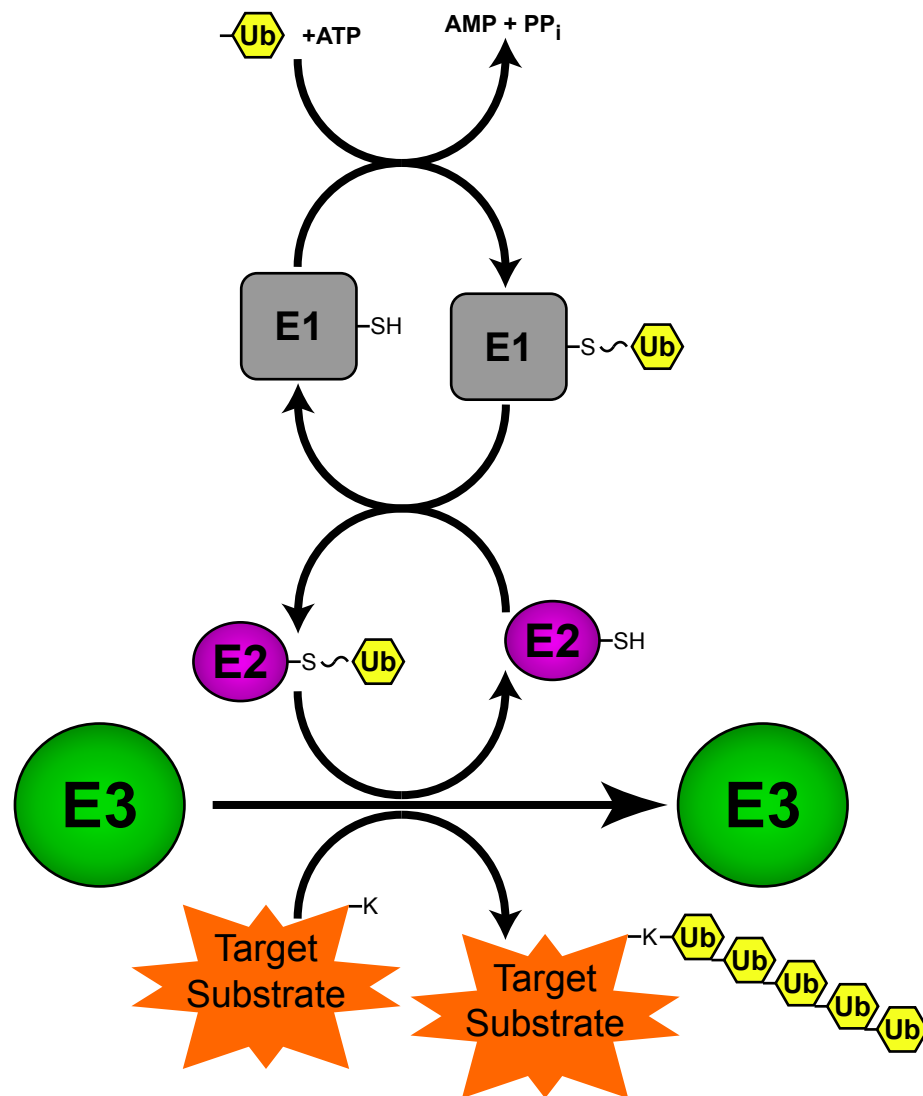 Ub +ATP
AMP + PPi
E1
-SH
E1
-S
Ub
E2
-S
Ub
E2
-SH
E3
E3
-K
Target
Substrate
Target
Substrate
-K-
Ub
Ub
Ub
Ub
Ub